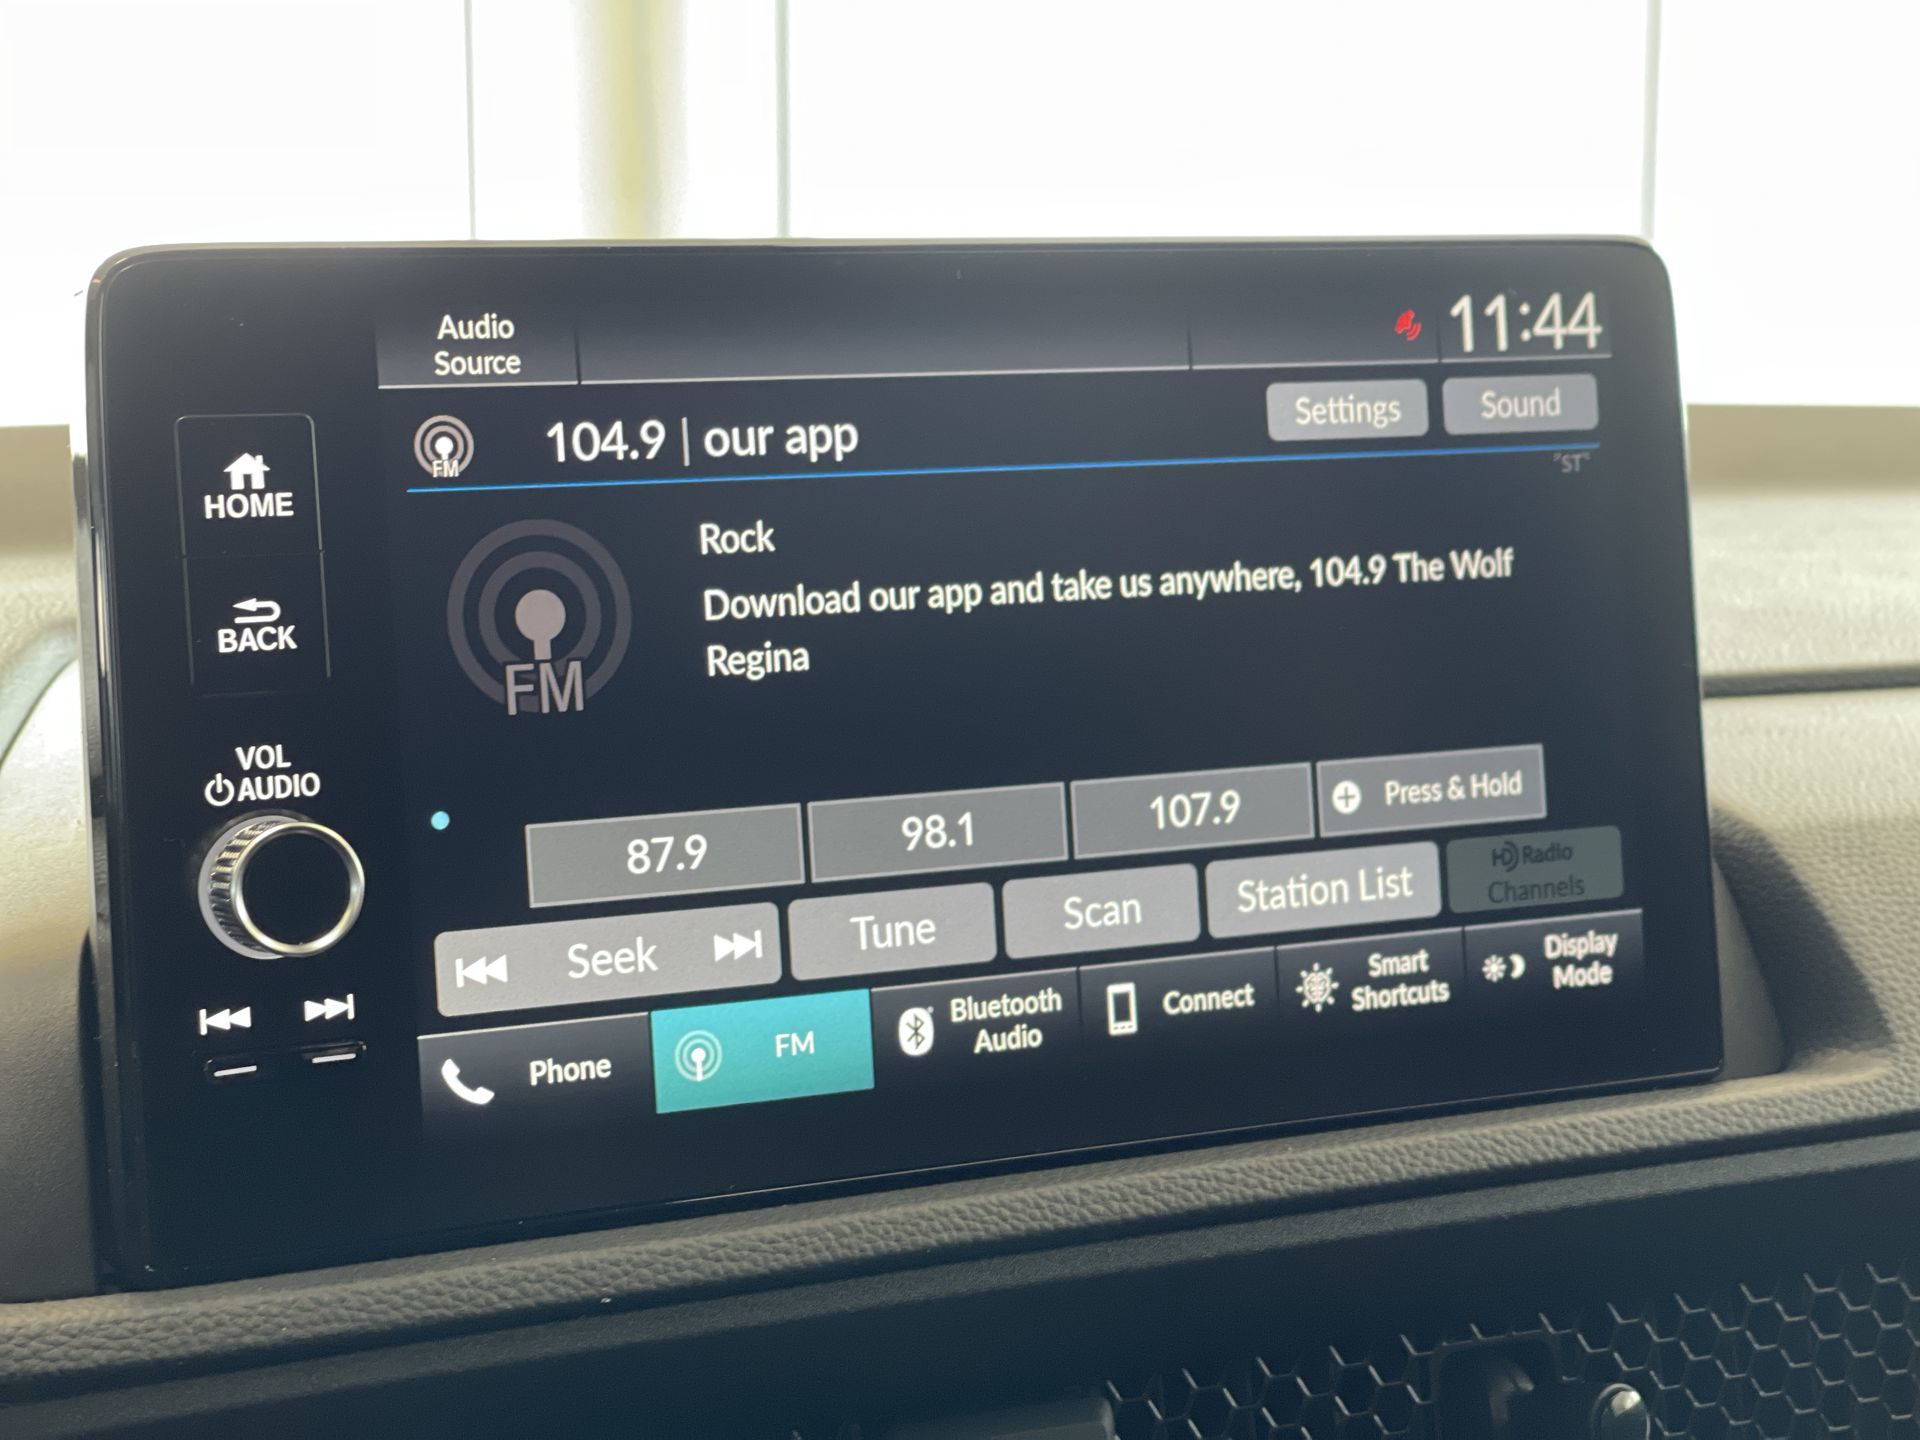 Audio
Source
11:44
104.9 | our app
Settings
Sound
FM
"ST"
HOME
BACK
Rock
Download our app and take us anywhere, 104.9 The Wolf
Regina
FM
VOL
AUDIO
87.9
98.1
107.9
Press & Hold
Seek
Tune
Scan
Station List
HD Radio
Channels
Phone
FM
Bluetooth
Audio
Connect
Smart
Shortcuts
Display
Mode